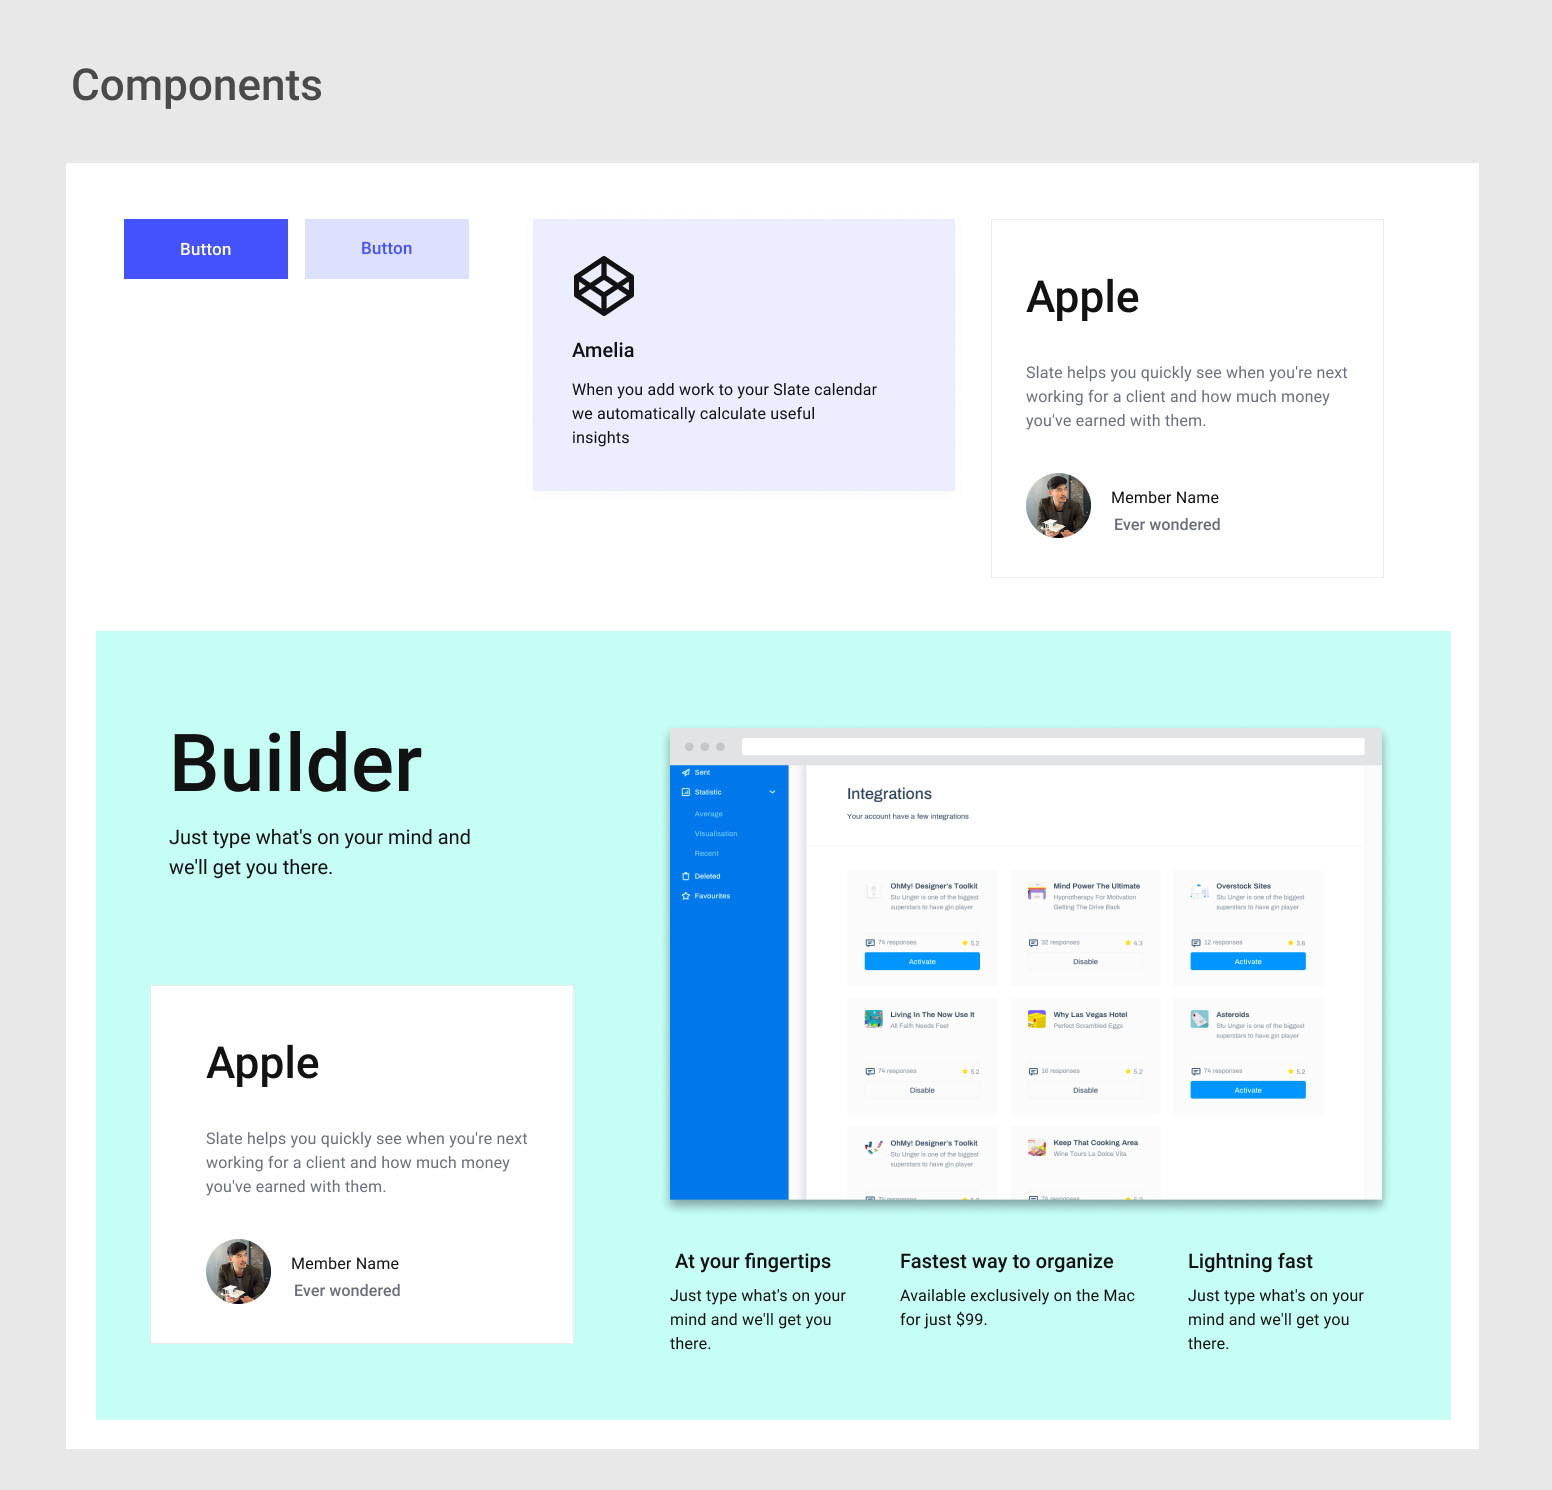 Components
Button
Button
Amelia
When you add work to your Slate calendar
we automatically calculate useful
insights
Apple
Slate helps you quickly see when you're next
working for a client and how much money
you've earned with them.
Member Name
Ever wondered
Builder
Just type what's on your mind and
we'll get you there.
Apple
Slate helps you quickly see when you're next
working for a client and how much money
you've earned with them.
Member Name
Ever wondered
Sent
Statistic
Average
Visualisation
Recent
Deleted
Favourites
Integrations
Your account have a few integrations
OhMy! Designer's Toolkit
Stu Unger is one of the biggest
superstars to have gin player
74 responses
5.2
Activate
Mind Power The Ultimate
Hypnotherapy For Motivation
Getting The Drive Back
32 responses
4.3
Disable
Overstock Sites
Stu Unger is one of the biggest
superstars to have gin player
12 responses
3.6
Activate
Living In The Now Use It
All Faith Needs Feet
74 responses
5.2
Disable
Why Las Vegas Hotel
Perfect Scrambled Eggs
16 responses
5.2
Disable
Asteroids
Stu Unger is one of the biggest
superstars to have gin player
74 responses
5.2
Activate
OhMy! Designer's Toolkit
Stu Unger is one of the biggest
superstars to have gin player
Keep That Cooking Area
Wine Tours La Dolce Vita
At your fingertips
Just type what's on your
mind and we'll get you
there.
Fastest way to organize
Available exclusively on the Mac
for just $99.
Lightning fast
Just type what's on your
mind and we'll get you
there.